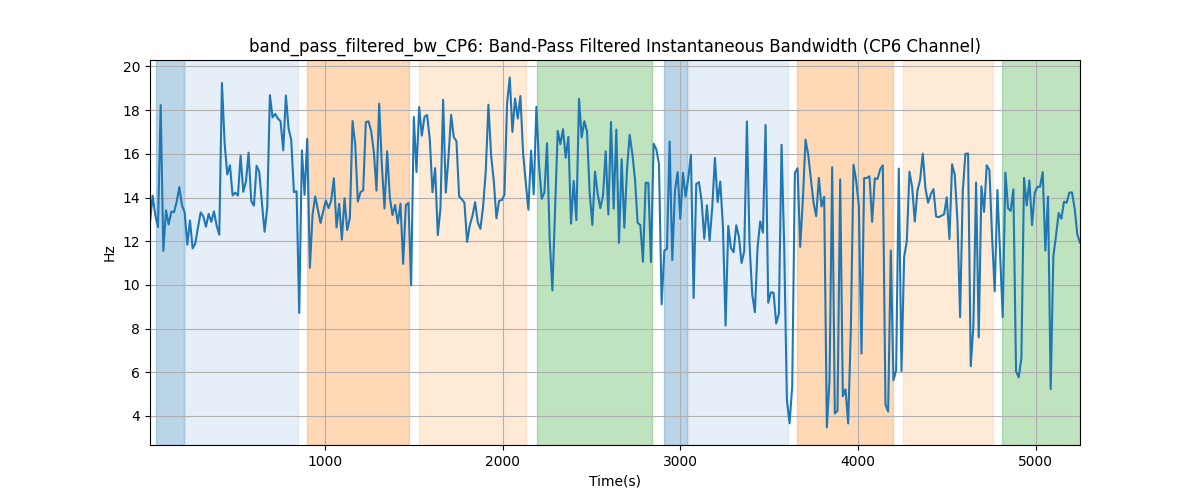 band_pass_filtered_bw_CP6: Band-Pass Filtered Instantaneous Bandwidth (CP6 Channel)
20
18
16
14
12
10
8
6
4
Hz
1000 2000 3000 4000 5000
Time(s)